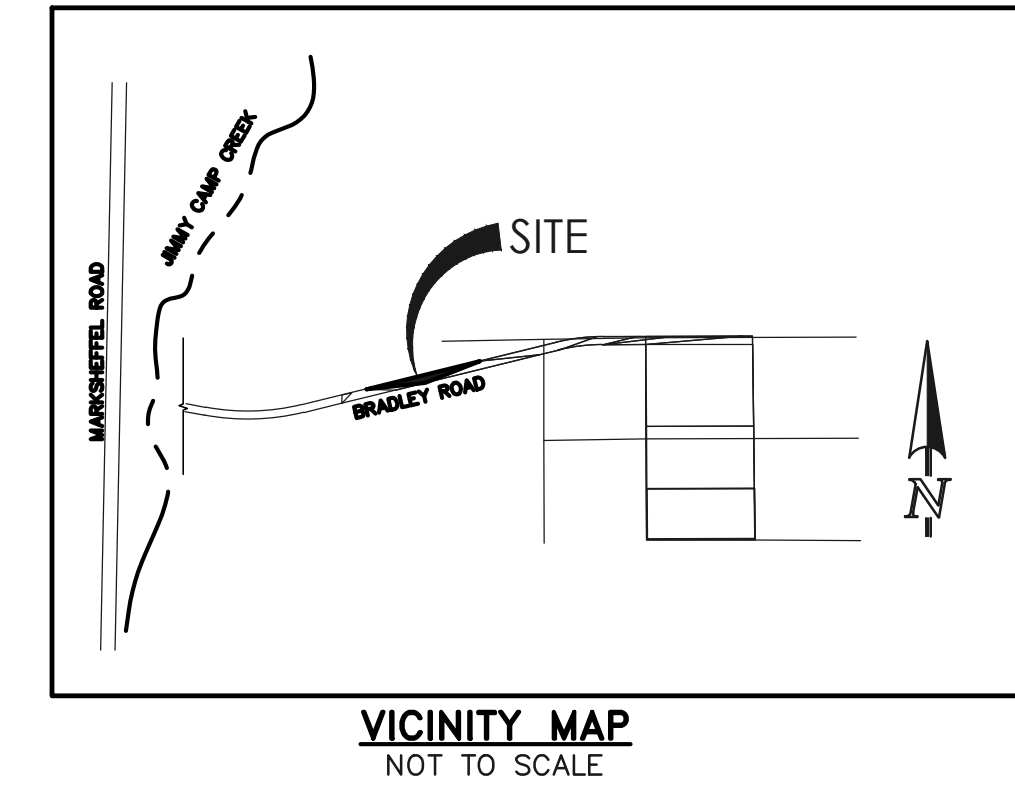 JIMMY CAMP CREEK
SITE
MARKSHEFFEL ROAD
BRADLEY ROAD
N
VICINITY MAP
NOT TO SCALE